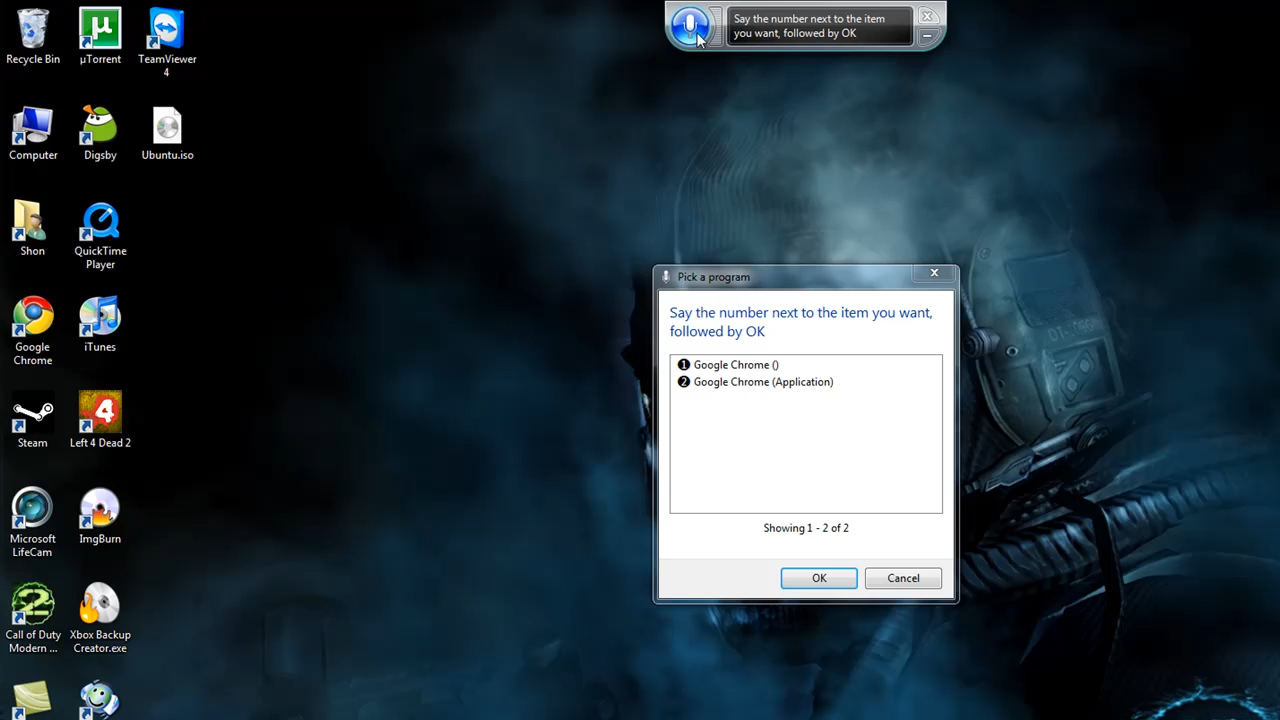 Recycle Bin
µTorrent
TeamViewer
4
Say the number next to the item
you want, followed by OK
Computer
Digsby
Ubuntu.iso
Shon
QuickTime
Player
Google
Chrome
iTunes
Steam
Left 4 Dead 2
Microsoft
LifeCam
ImgBurn
Call of Duty
Modern ...
Xbox Backup
Creator.exe
Pick a program
Say the number next to the item you want,
followed by OK
1 Google Chrome ()
2 Google Chrome (Application)
Showing 1 - 2 of 2
OK
Cancel